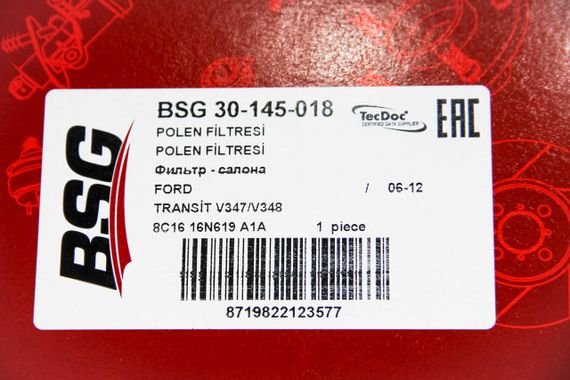 BSG
BSG 30-145-018
TecDoc
CERTIFIED DATA SUPPLIER
EAC
POLEN FİLTRESİ
POLEN FİLTRESİ
Фильтр - салона
FORD / 06-12
TRANSİT V347/V348
8C16 16N619 A1A 1 piece
8719822123577